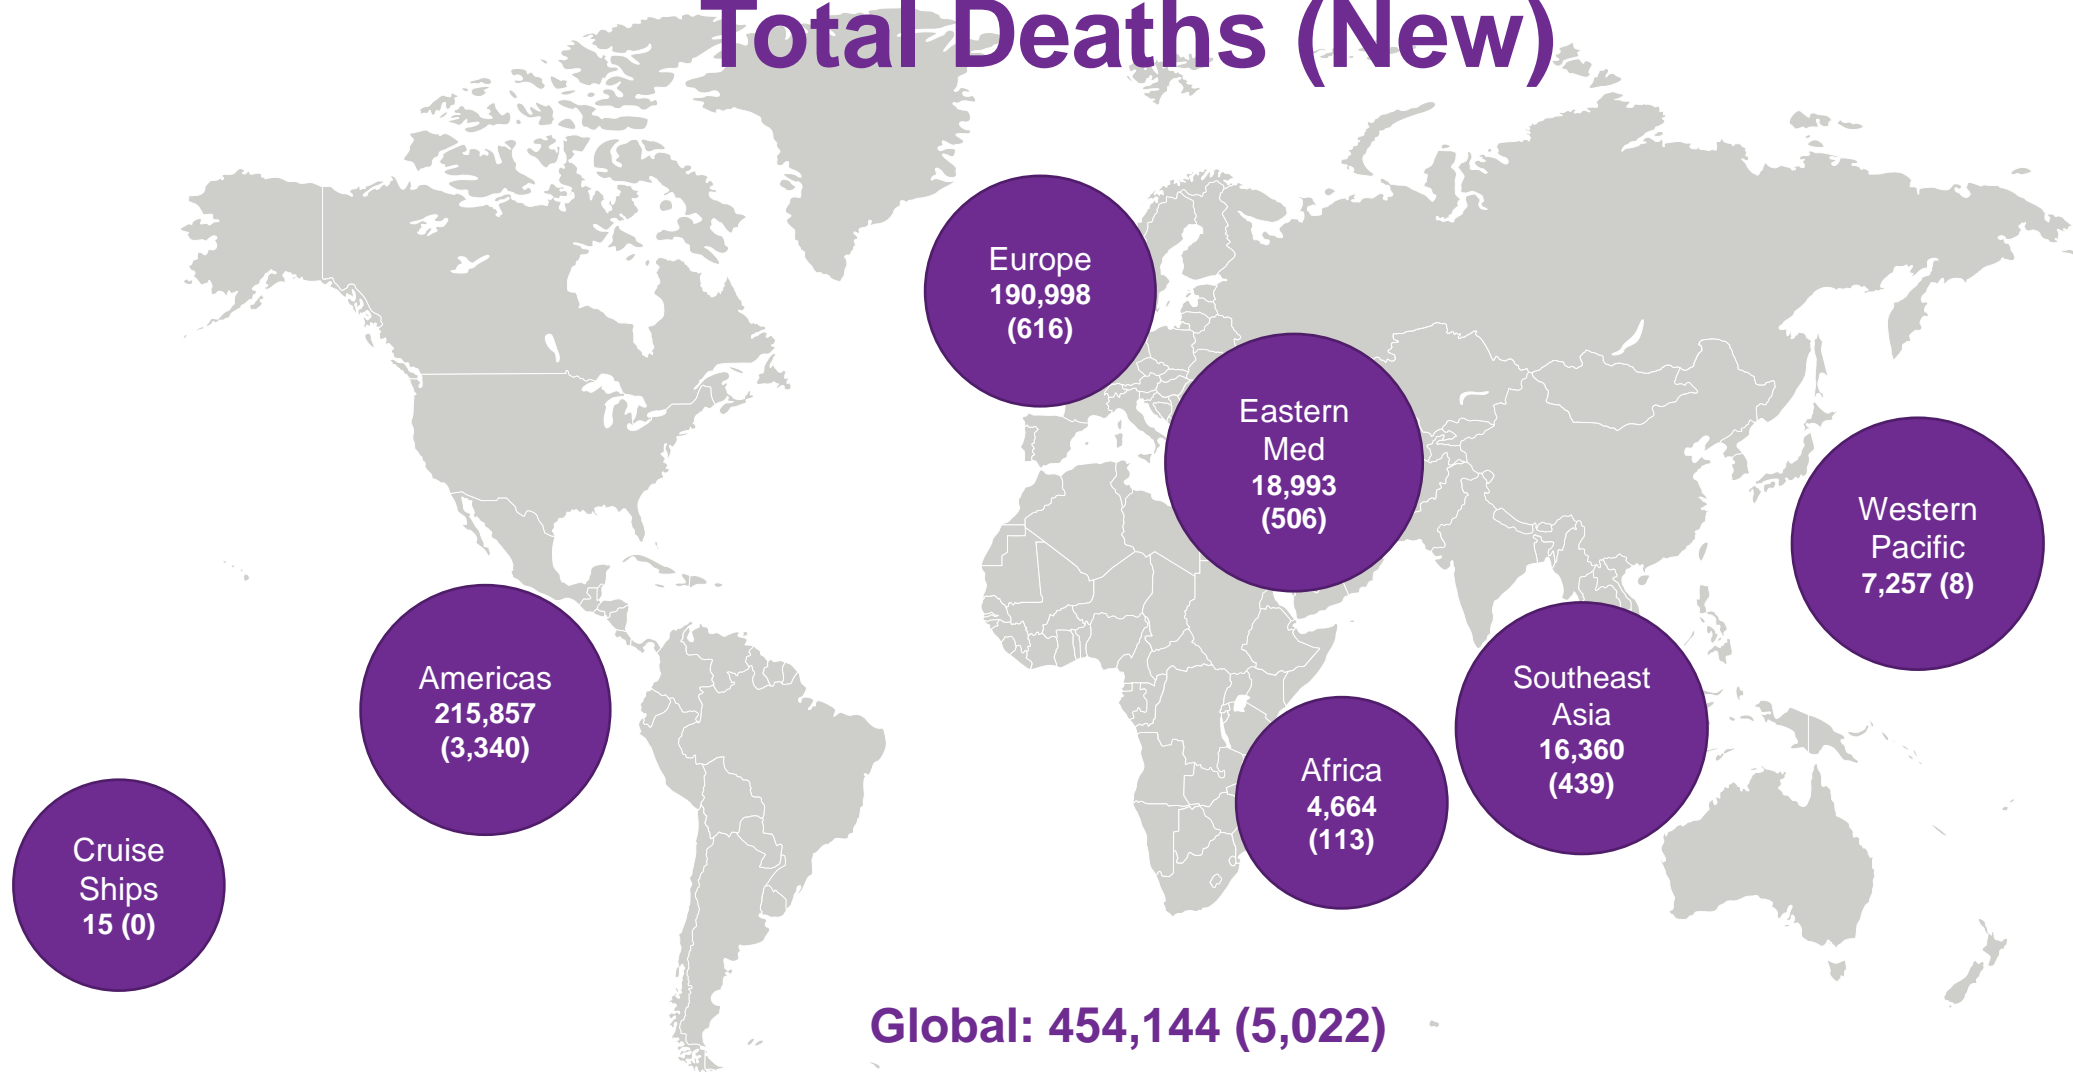 Total Deaths (New)
Europe
190,998
(616)
Eastern
Med
18,993
(506)
Western
Pacific
7,257 (8)
Americas
215,857
(3,340)
Southeast
Asia
16,360
(439)
Africa
4,664
(113)
Cruise
Ships
15 (0)
Global: 454,144 (5,022)